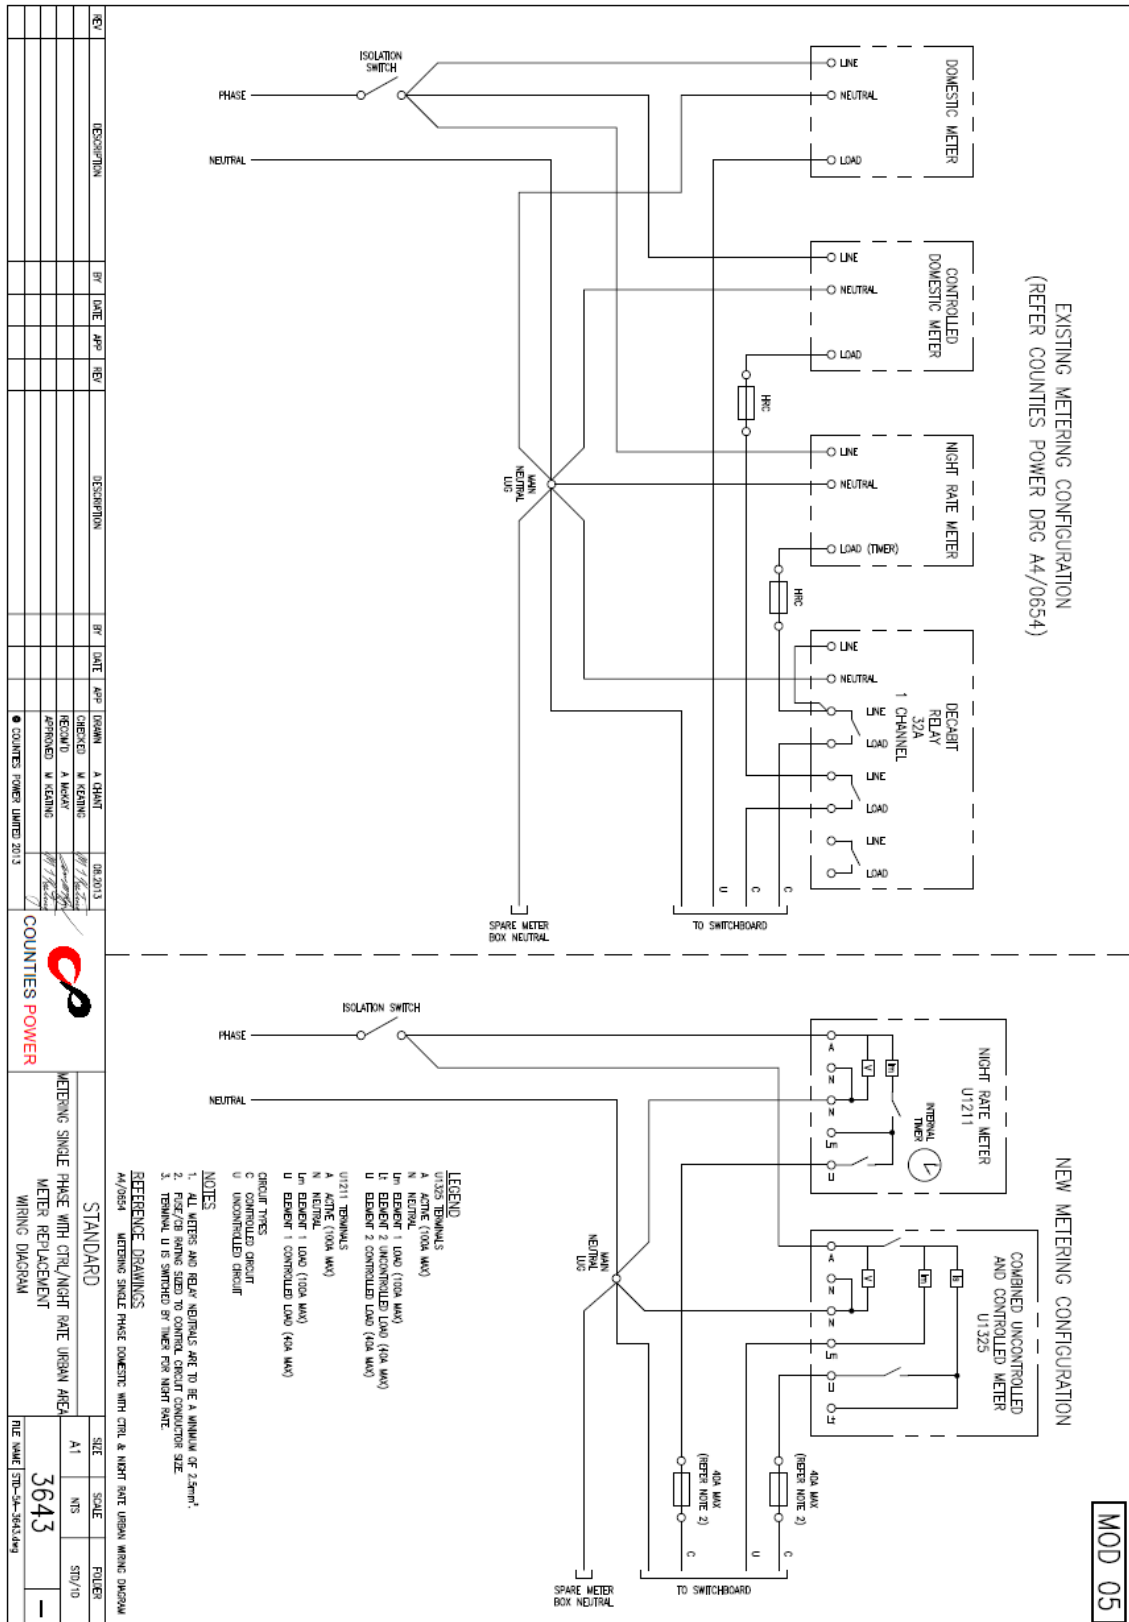 MOD 05
EXISTING METERING CONFIGURATION
(REFER COUNTIES POWER DRG A4/0654)
DOMESTIC METER
LINE
NEUTRAL
LOAD
CONTROLLED
DOMESTIC METER
LINE
NEUTRAL
LOAD
HRC
NIGHT RATE METER
LINE
NEUTRAL
LOAD (TIMER)
HRC
DECABIT
RELAY
32A
1 CHANNEL
LINE
NEUTRAL
LINE
LOAD
LINE
LOAD
LINE
LOAD
ISOLATION
SWITCH
PHASE
NEUTRAL
MAIN
NEUTRAL
LUG
U
C
C
TO SWITCHBOARD
SPARE METER
BOX NEUTRAL
NEW METERING CONFIGURATION
NIGHT RATE METER
U1211
INTERNAL
TIMER
Im
V
A
N
N
Lm
LI
COMBINED UNCONTROLLED
AND CONTROLLED METER
U1325
Is
Im
V
A
N
N
Lm
LI
Lt
ISOLATION SWITCH
PHASE
NEUTRAL
MAIN
NEUTRAL
LUG
40A MAX
(REFER NOTE 2)
40A MAX
(REFER NOTE 2)
C
U
C
TO SWITCHBOARD
SPARE METER
BOX NEUTRAL
LEGEND
U1325 TERMINALS
A ACTIVE (100A MAX)
N NEUTRAL
Lm ELEMENT 1 LOAD (100A MAX)
Lt ELEMENT 2 UNCONTROLLED LOAD (40A MAX)
LI ELEMENT 2 CONTROLLED LOAD (40A MAX)
U1211 TERMINALS
A ACTIVE (100A MAX)
N NEUTRAL
Lm ELEMENT 1 LOAD (100A MAX)
LI ELEMENT 1 CONTROLLED LOAD (40A MAX)
CIRCUIT TYPES
C CONTROLLED CIRCUIT
U UNCONTROLLED CIRCUIT
NOTES
1. ALL METERS AND RELAY NEUTRALS ARE TO BE A MINIMUM OF 2.5mm².
2. FUSE/CB RATING SIZED TO CONTROL CIRCUIT CONDUCTOR SIZE.
3. TERMINAL LI IS SWITCHED BY TIMER FOR NIGHT RATE.
REFERENCE DRAWINGS
A4/0654 METERING SINGLE PHASE DOMESTIC WITH CTRL & NIGHT RATE URBAN WIRING DIAGRAM
REV DESCRIPTION BY DATE APP REV DESCRIPTION BY DATE APP
DRAWN A CHANT 08.2013
CHECKED M KEATING
RECOM'D A McKAY
APPROVED M KEATING
© COUNTIES POWER LIMITED 2013
COUNTIES POWER
STANDARD
METERING SINGLE PHASE WITH CTRL/NIGHT RATE URBAN AREA
METER REPLACEMENT
WIRING DIAGRAM
SIZE SCALE FOLDER
A1 NTS STD/1D
3643 –
FILE NAME STD-5A-3643.dwg